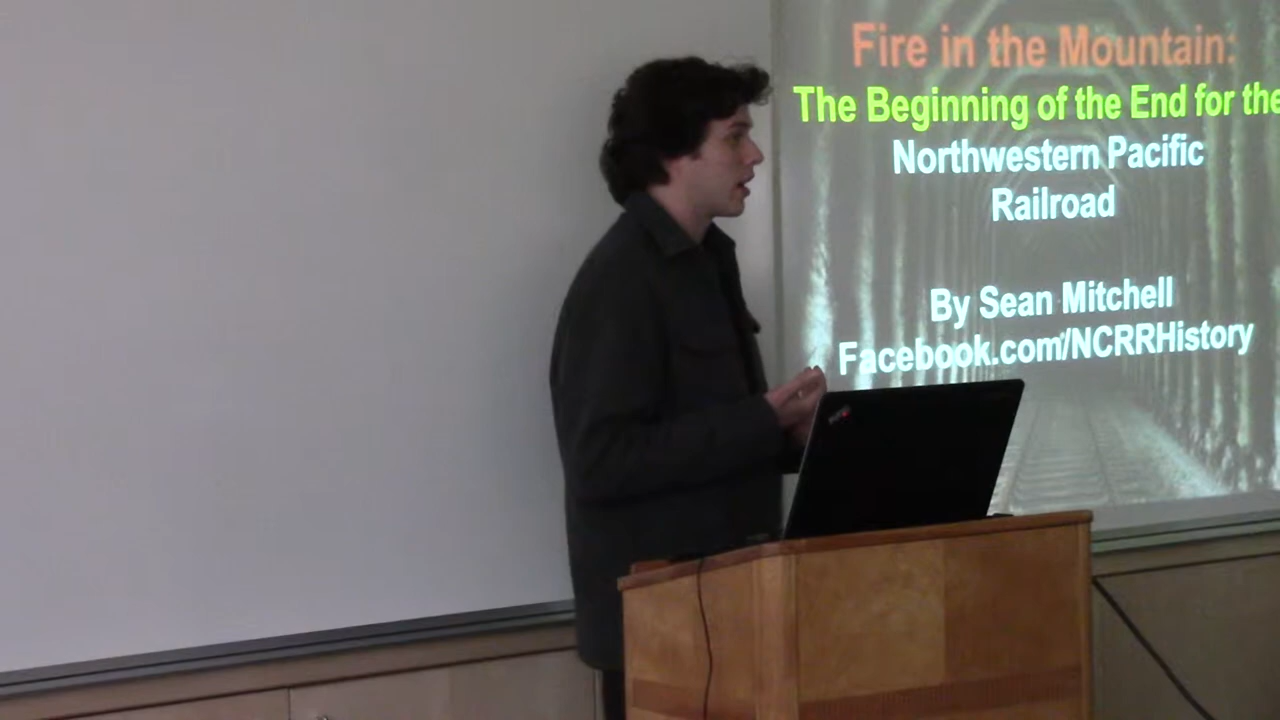 Fire in the Mountain:
The Beginning of the End for the
Northwestern Pacific
Railroad
By Sean Mitchell
Facebook.com/NCRRHistory